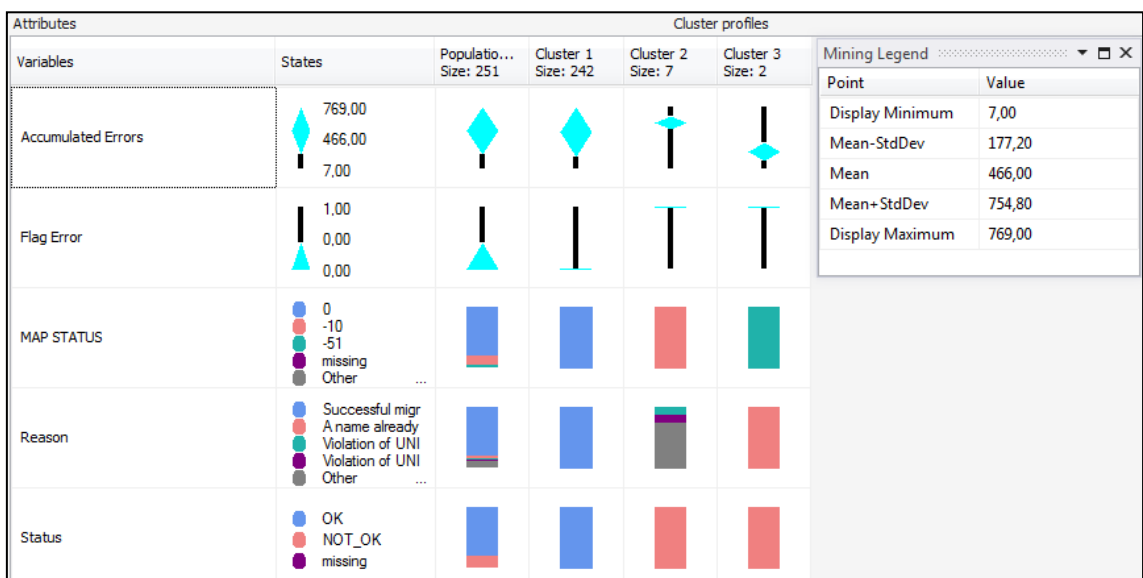 Attributes
Cluster profiles
Variables
States
Populatio...
Size: 251
Cluster 1
Size: 242
Cluster 2
Size: 7
Cluster 3
Size: 2
Mining Legend
Point Value
Display Minimum 7,00
Mean-StdDev 177,20
Mean 466,00
Mean+StdDev 754,80
Display Maximum 769,00
Accumulated Errors
769,00
466,00
7,00
Flag Error
1,00
0,00
0,00
MAP STATUS
0
-10
-51
missing
Other ...
Reason
Successful migr
A name already
Violation of UNI
Violation of UNI
Other ...
Status
OK
NOT_OK
missing